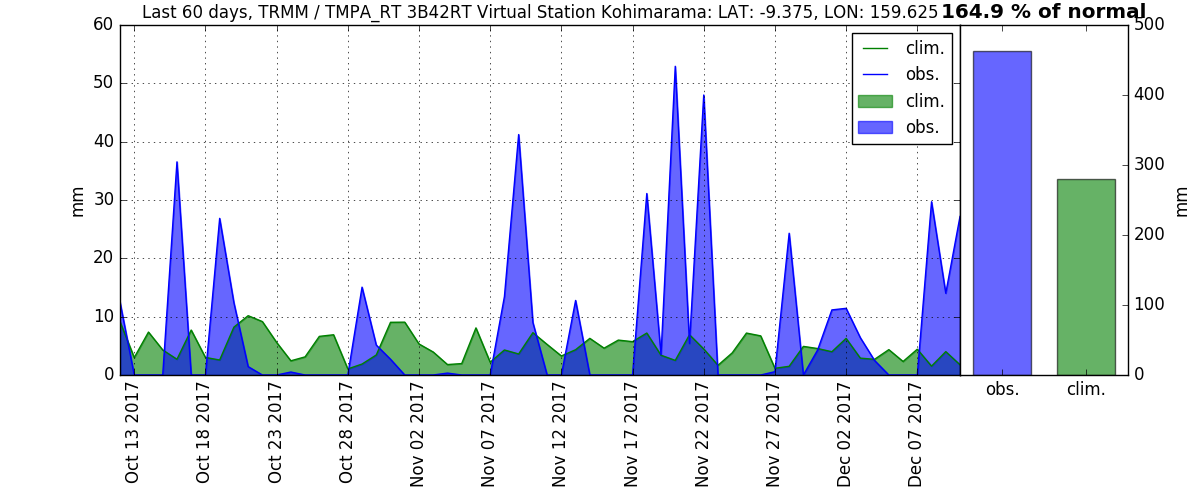 Last 60 days, TRMM / TMPA_RT 3B42RT Virtual Station Kohimarama: LAT: -9.375, LON: 159.625
164.9 % of normal
60
50
40
30
20
10
0
mm
clim.
obs.
clim.
obs.
Oct 13 2017
Oct 18 2017
Oct 23 2017
Oct 28 2017
Nov 02 2017
Nov 07 2017
Nov 12 2017
Nov 17 2017
Nov 22 2017
Nov 27 2017
Dec 02 2017
Dec 07 2017
500
400
300
200
100
0
mm
obs.
clim.